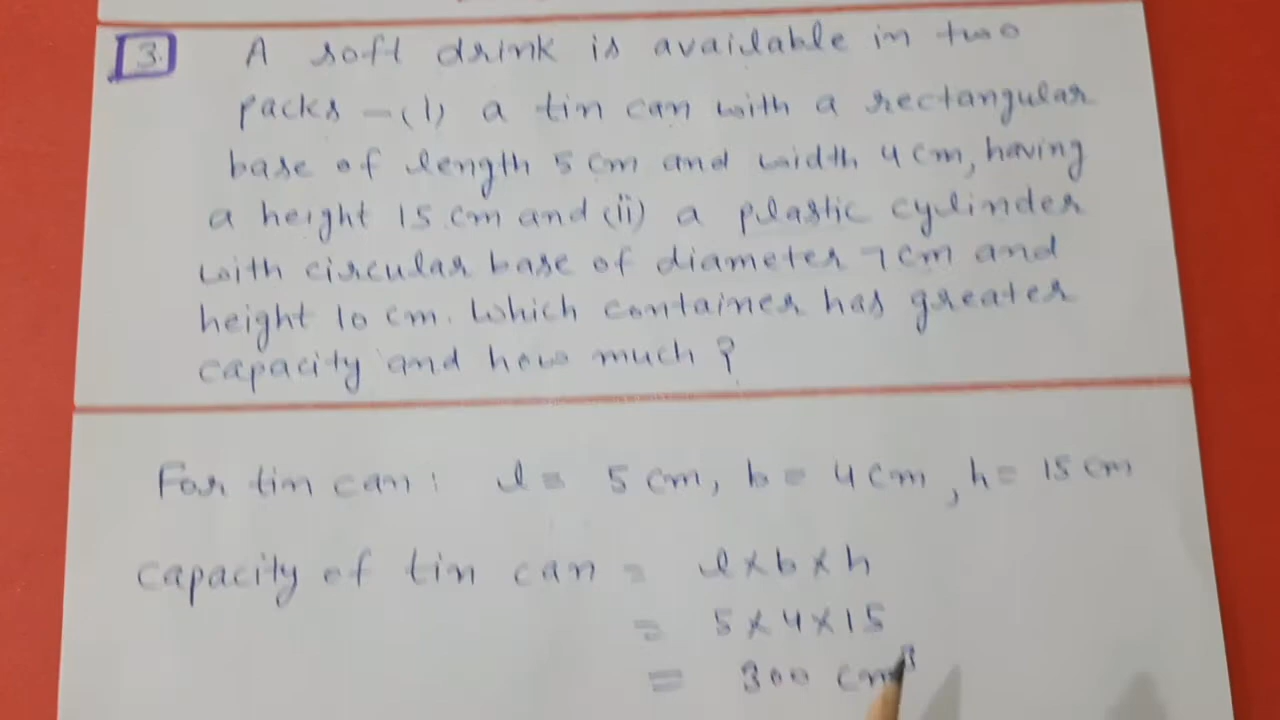 3. A soft drink is available in two
packs - (i) a tin can with a rectangular
base of length 5 cm and width 4 cm, having
a height 15 cm and (ii) a plastic cylinder
with circular base of diameter 7 cm and
height 10 cm. Which container has greater
capacity and how much ?
For tin can : l = 5 cm, b = 4 cm, h = 15 cm
capacity of tin can = l × b × h
= 5 × 4 × 15
= 300 cm³